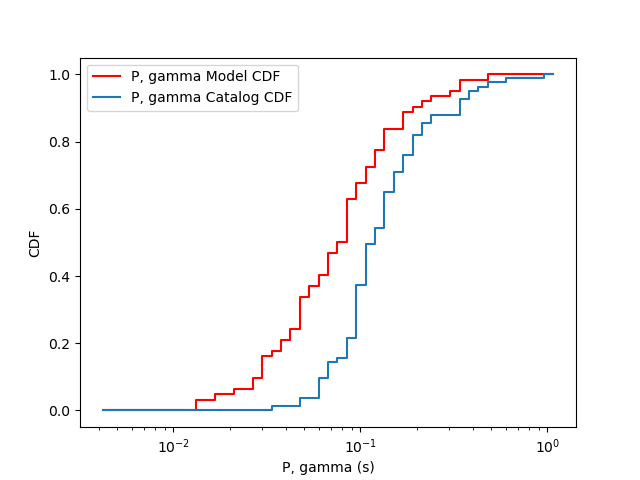 P, gamma Model CDF
P, gamma Catalog CDF
1.0
0.8
0.6
0.4
0.2
0.0
CDF
10⁻² 10⁻¹ 10⁰
P, gamma (s)